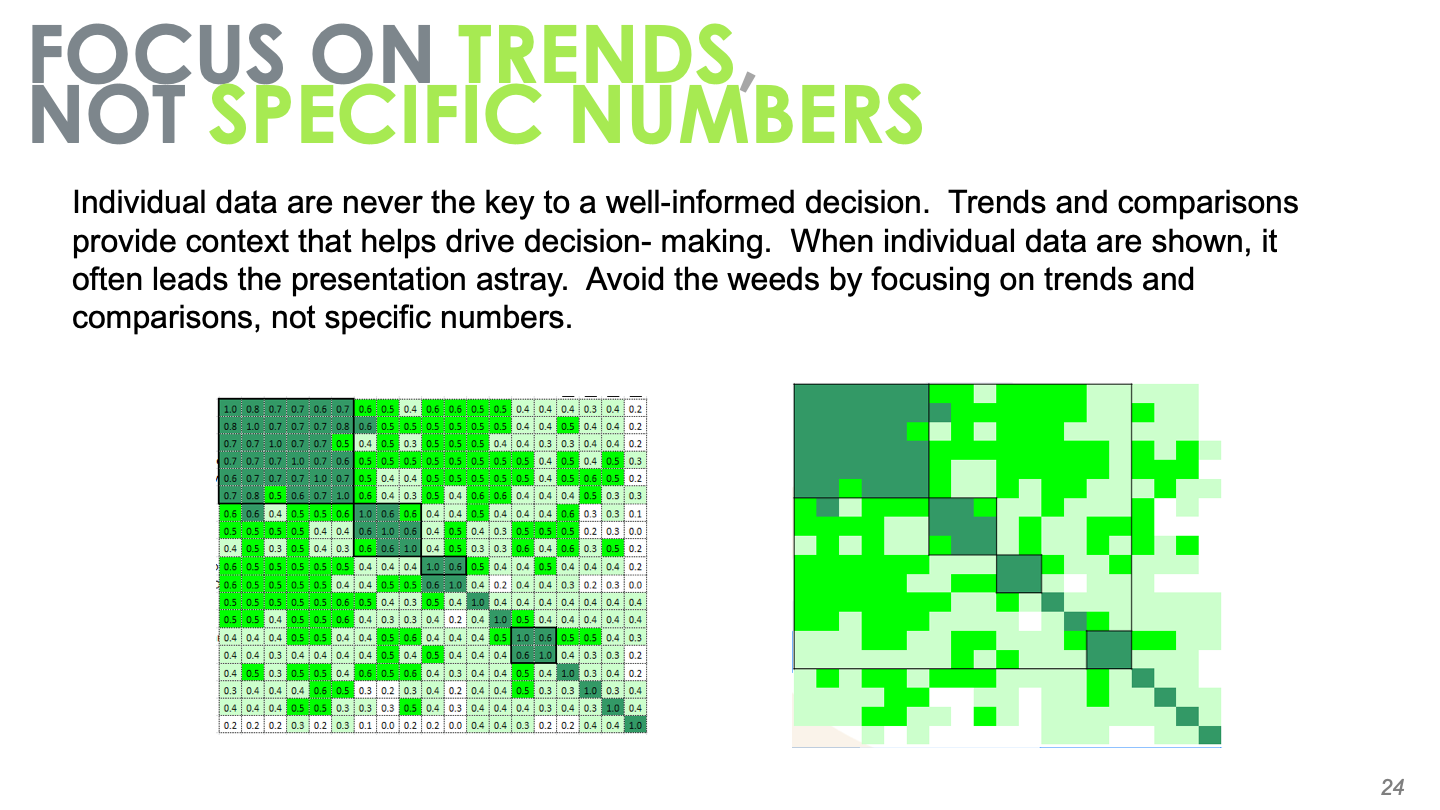 FOCUS ON TRENDS,
NOT SPECIFIC NUMBERS
Individual data are never the key to a well-informed decision.  Trends and comparisons
provide context that helps drive decision- making.  When individual data are shown, it
often leads the presentation astray.  Avoid the weeds by focusing on trends and
comparisons, not specific numbers.
1.0 0.8 0.7 0.7 0.6 0.7 0.6 0.5 0.4 0.6 0.6 0.5 0.5 0.4 0.4 0.4 0.3 0.4 0.2
0.8 1.0 0.7 0.7 0.7 0.8 0.6 0.5 0.5 0.5 0.5 0.5 0.5 0.4 0.4 0.5 0.4 0.4 0.2
0.7 0.7 1.0 0.7 0.7 0.5 0.4 0.5 0.3 0.5 0.5 0.5 0.4 0.4 0.3 0.3 0.4 0.4 0.2
0.7 0.7 0.7 1.0 0.7 0.6 0.5 0.5 0.5 0.5 0.5 0.5 0.5 0.5 0.4 0.5 0.4 0.5 0.3
0.6 0.7 0.7 0.7 1.0 0.7 0.5 0.4 0.4 0.5 0.5 0.5 0.5 0.5 0.4 0.5 0.6 0.5 0.2
0.7 0.8 0.5 0.6 0.7 1.0 0.6 0.4 0.3 0.5 0.4 0.6 0.6 0.4 0.4 0.4 0.5 0.3 0.3
0.6 0.6 0.4 0.5 0.5 0.6 1.0 0.6 0.6 0.4 0.4 0.5 0.4 0.4 0.4 0.6 0.3 0.3 0.1
0.5 0.5 0.5 0.5 0.4 0.4 0.6 1.0 0.6 0.4 0.5 0.4 0.3 0.5 0.5 0.5 0.2 0.3 0.0
0.4 0.5 0.3 0.5 0.4 0.3 0.6 0.6 1.0 0.4 0.5 0.3 0.3 0.6 0.4 0.6 0.3 0.5 0.2
0.6 0.5 0.5 0.5 0.5 0.5 0.4 0.4 0.4 1.0 0.6 0.5 0.4 0.4 0.5 0.4 0.4 0.4 0.2
0.6 0.5 0.5 0.5 0.5 0.4 0.4 0.5 0.5 0.6 1.0 0.4 0.2 0.4 0.4 0.3 0.2 0.3 0.0
0.5 0.5 0.5 0.5 0.5 0.6 0.5 0.4 0.3 0.5 0.4 1.0 0.4 0.4 0.4 0.4 0.4 0.4 0.4
0.5 0.5 0.4 0.5 0.5 0.6 0.4 0.3 0.3 0.4 0.2 0.4 1.0 0.5 0.4 0.4 0.4 0.4 0.4
0.4 0.4 0.4 0.5 0.5 0.4 0.4 0.5 0.6 0.4 0.4 0.4 0.5 1.0 0.6 0.5 0.5 0.4 0.3
0.4 0.4 0.3 0.4 0.4 0.4 0.4 0.5 0.4 0.5 0.4 0.4 0.4 0.6 1.0 0.4 0.3 0.3 0.2
0.4 0.5 0.3 0.5 0.5 0.4 0.6 0.5 0.6 0.4 0.3 0.4 0.4 0.5 0.4 1.0 0.3 0.4 0.2
0.3 0.4 0.4 0.4 0.6 0.5 0.3 0.2 0.3 0.4 0.2 0.4 0.4 0.5 0.3 0.3 1.0 0.3 0.4
0.4 0.4 0.4 0.5 0.5 0.3 0.3 0.3 0.5 0.4 0.3 0.4 0.4 0.4 0.3 0.4 0.3 1.0 0.4
0.2 0.2 0.2 0.3 0.2 0.3 0.1 0.0 0.2 0.2 0.0 0.4 0.4 0.3 0.2 0.2 0.4 0.4 1.0
24